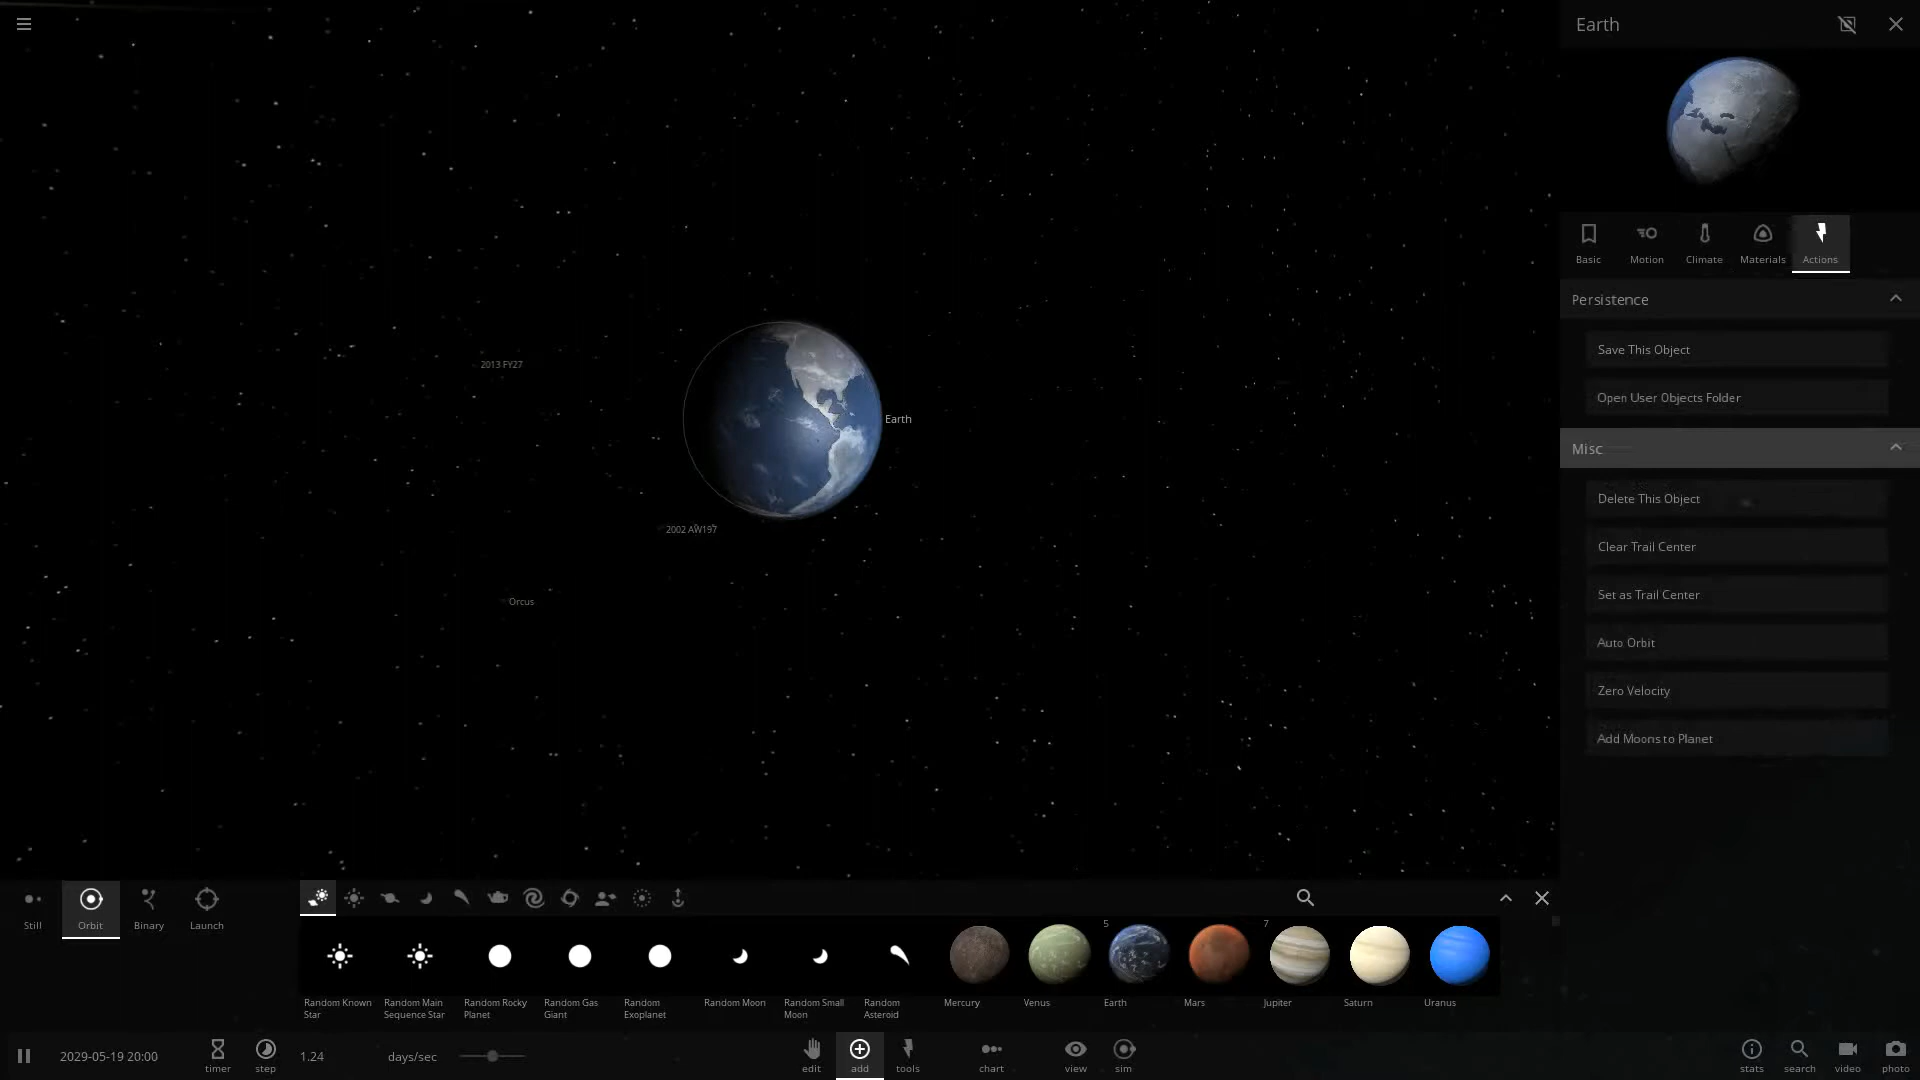 Earth
Basic
Motion
Climate
Materials
Actions
Persistence
Save This Object
Open User Objects Folder
Misc
Delete This Object
Clear Trail Center
Set as Trail Center
Auto Orbit
Zero Velocity
Add Moons to Planet
2013 FY27
Earth
2002 AW197
Orcus
Still
Orbit
Binary
Launch
5
7
Random Known
Star
Random Main
Sequence Star
Random Rocky
Planet
Random Gas
Giant
Random
Exoplanet
Random Moon
Random Small
Moon
Random
Asteroid
Mercury
Venus
Earth
Mars
Jupiter
Saturn
Uranus
2029-05-19 20:00
timer
step
1.24
days/sec
edit
add
tools
chart
view
sim
stats
search
video
photo